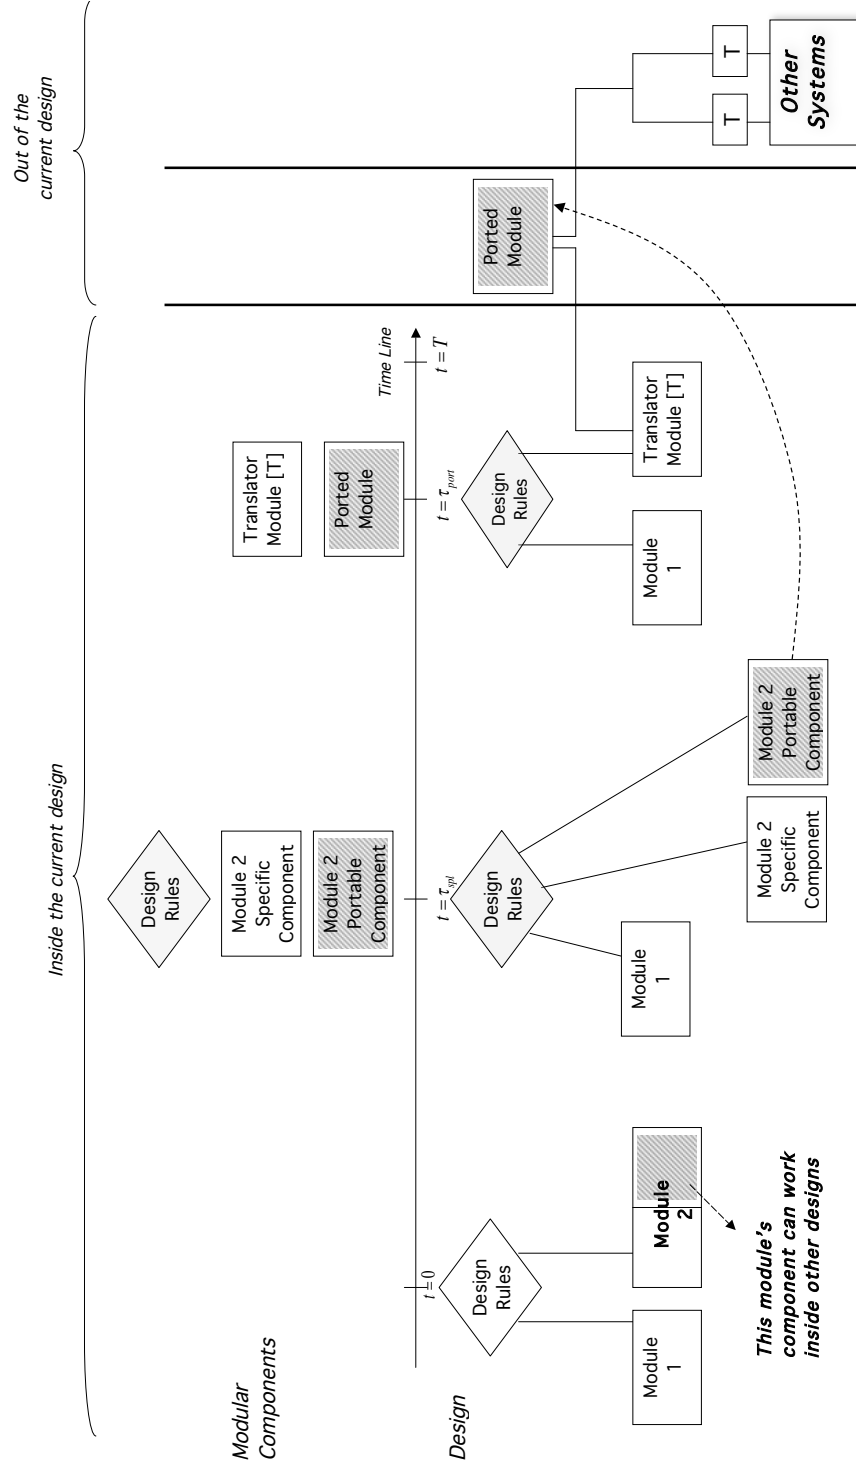 Inside the current design
Out of the
current design
Modular
Components
Design
Rules
Module 2
Specific
Component
Module 2
Portable
Component
Translator
Module [T]
Ported
Module
Time Line
t = 0
t = τspl
t = τport
t = T
Design
Design
Rules
Module
1
Module
2
This module's
component can work
inside other designs
Design
Rules
Module
1
Module 2
Specific
Component
Module 2
Portable
Component
Design
Rules
Module
1
Translator
Module [T]
Ported
Module
T
T
Other
Systems